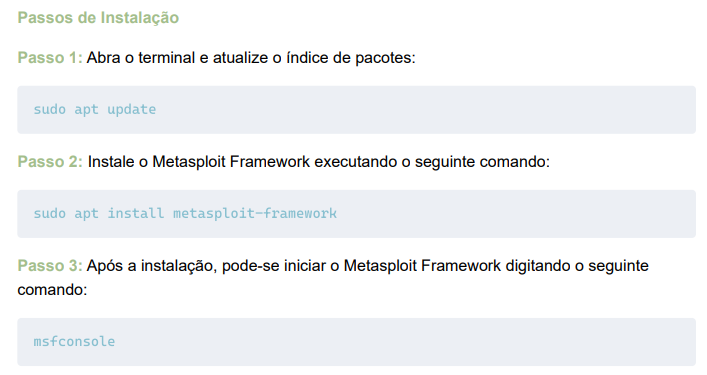 Passos de Instalação
Passo 1: Abra o terminal e atualize o índice de pacotes:
sudo apt update
Passo 2: Instale o Metasploit Framework executando o seguinte comando:
sudo apt install metasploit-framework
Passo 3: Após a instalação, pode-se iniciar o Metasploit Framework digitando o seguinte
comando:
msfconsole